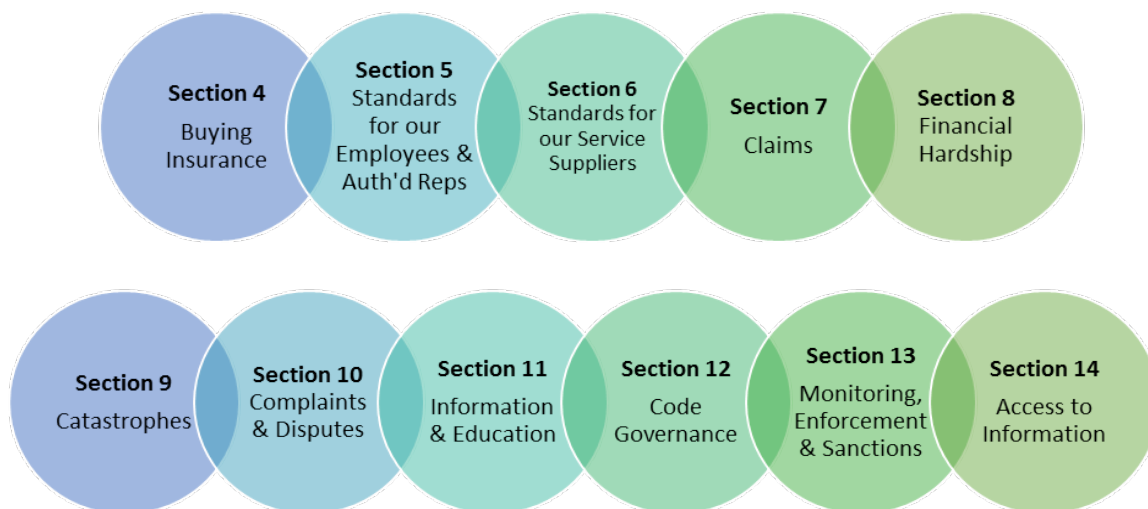 Section 4
Buying
Insurance
Section 5
Standards
for our
Employees &
Auth'd Reps
Section 6
Standards for
our Service
Suppliers
Section 7
Claims
Section 8
Financial
Hardship
Section 9
Catastrophes
Section 10
Complaints
& Disputes
Section 11
Information
& Education
Section 12
Code
Governance
Section 13
Monitoring,
Enforcement
& Sanctions
Section 14
Access to
Information